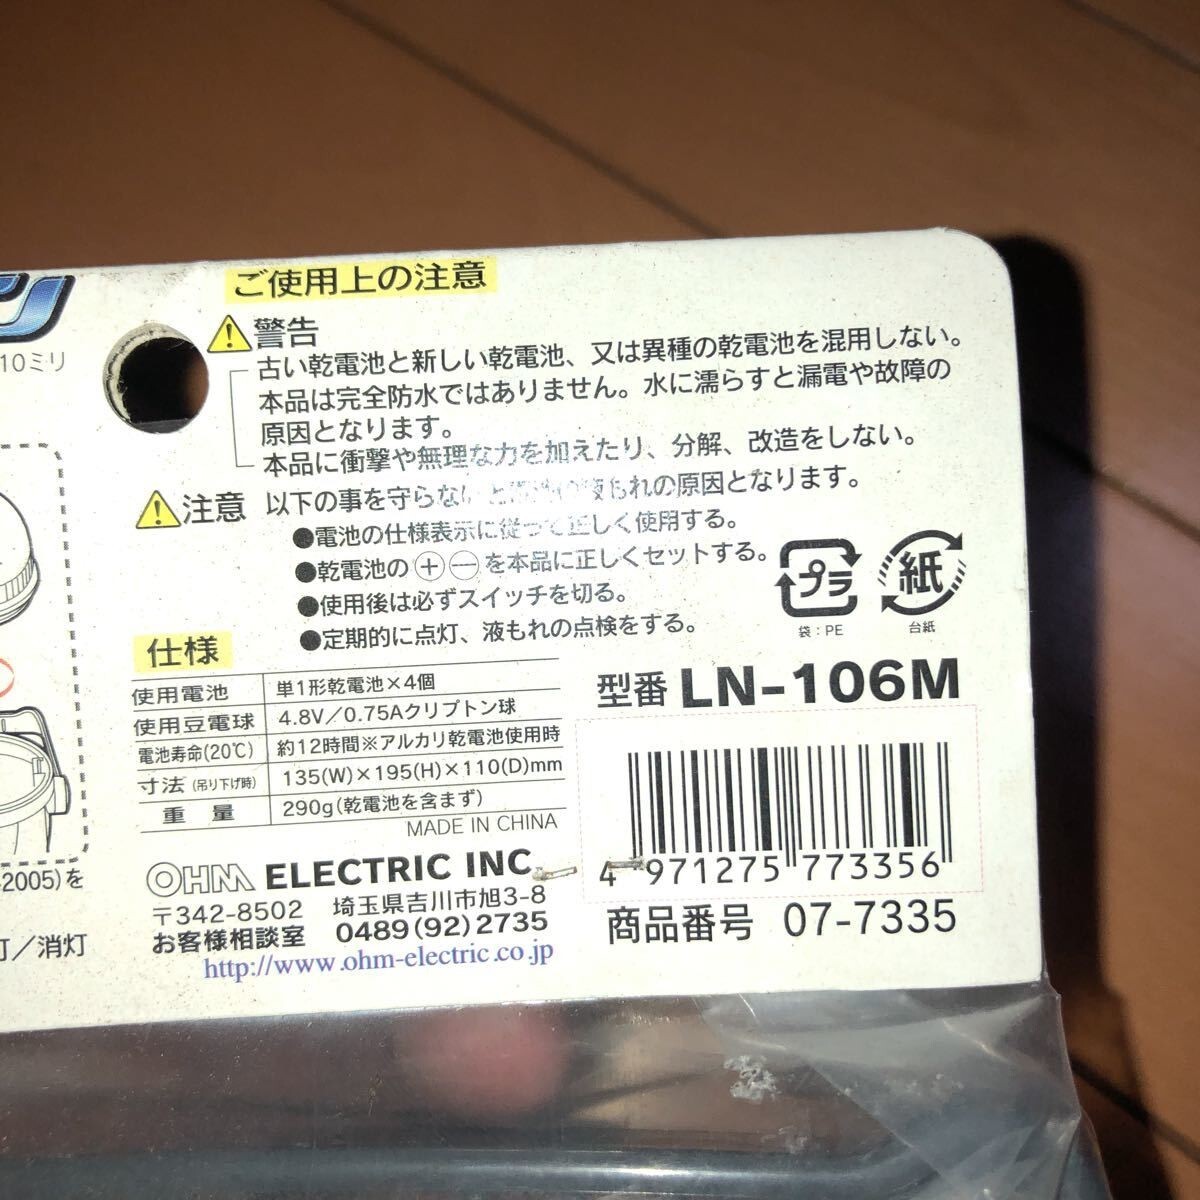 10ミリ
ご使用上の注意
警告
古い乾電池と新しい乾電池、又は異種の乾電池を混用しない。
本品は完全防水ではありません。水に濡らすと漏電や故障の
原因となります。
本品に衝撃や無理な力を加えたり、分解、改造をしない。
注意 以下の事を守らないと液もれの原因となります。
●電池の仕様表示に従って正しく使用する。
●乾電池の⊕⊖を本品に正しくセットする。
●使用後は必ずスイッチを切る。
●定期的に点灯、液もれの点検をする。
プラ
袋:PE
紙
台紙
仕様
使用電池 単1形乾電池×4個
使用豆電球 4.8V/0.75Aクリプトン球
電池寿命(20℃) 約12時間※アルカリ乾電池使用時
寸法(吊り下げ時) 135(W)×195(H)×110(D)mm
重量 290g(乾電池を含まず)
MADE IN CHINA
型番 LN-106M
4 971275 773356
商品番号 07-7335
OHM ELECTRIC INC.
〒342-8502 埼玉県吉川市旭3-8
お客様相談室 0489(92)2735
http://www.ohm-electric.co.jp
-2005)を
灯/消灯